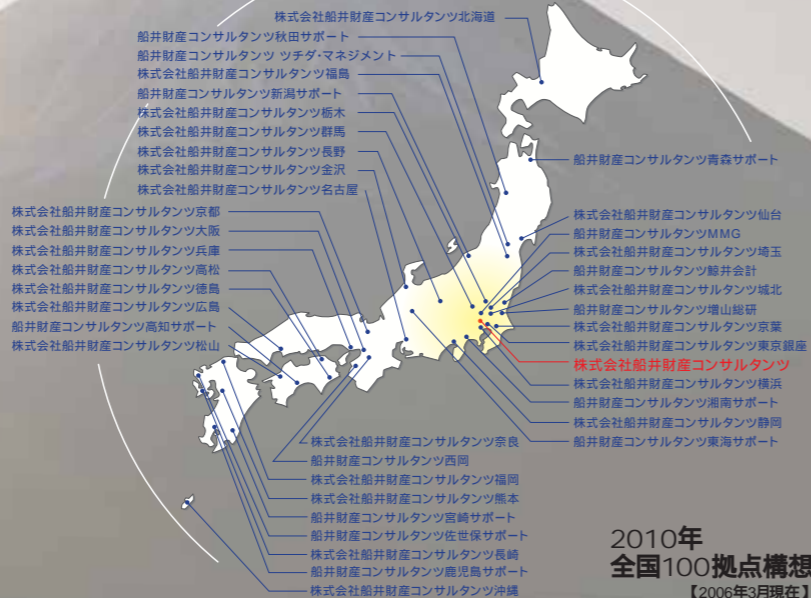 株式会社船井財産コンサルタンツ北海道
船井財産コンサルタンツ秋田サポート
船井財産コンサルタンツ ツチダ・マネジメント
株式会社船井財産コンサルタンツ福島
船井財産コンサルタンツ新潟サポート
株式会社船井財産コンサルタンツ栃木
株式会社船井財産コンサルタンツ群馬
株式会社船井財産コンサルタンツ長野
株式会社船井財産コンサルタンツ金沢
株式会社船井財産コンサルタンツ名古屋
株式会社船井財産コンサルタンツ京都
株式会社船井財産コンサルタンツ大阪
株式会社船井財産コンサルタンツ兵庫
株式会社船井財産コンサルタンツ高松
株式会社船井財産コンサルタンツ徳島
株式会社船井財産コンサルタンツ広島
船井財産コンサルタンツ高知サポート
株式会社船井財産コンサルタンツ松山
船井財産コンサルタンツ青森サポート
株式会社船井財産コンサルタンツ仙台
船井財産コンサルタンツMMG
株式会社船井財産コンサルタンツ埼玉
船井財産コンサルタンツ鯨井会計
株式会社船井財産コンサルタンツ城北
船井財産コンサルタンツ増山総研
株式会社船井財産コンサルタンツ京葉
株式会社船井財産コンサルタンツ東京銀座
株式会社船井財産コンサルタンツ
株式会社船井財産コンサルタンツ横浜
船井財産コンサルタンツ湘南サポート
株式会社船井財産コンサルタンツ静岡
船井財産コンサルタンツ東海サポート
株式会社船井財産コンサルタンツ奈良
船井財産コンサルタンツ西岡
株式会社船井財産コンサルタンツ福岡
株式会社船井財産コンサルタンツ熊本
船井財産コンサルタンツ宮崎サポート
船井財産コンサルタンツ佐世保サポート
株式会社船井財産コンサルタンツ長崎
船井財産コンサルタンツ鹿児島サポート
株式会社船井財産コンサルタンツ沖縄
2010年
全国100拠点構想
【2006年3月現在】